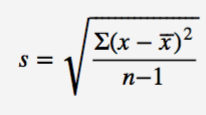 s = √(Σ(x − x̅)² / n−1)